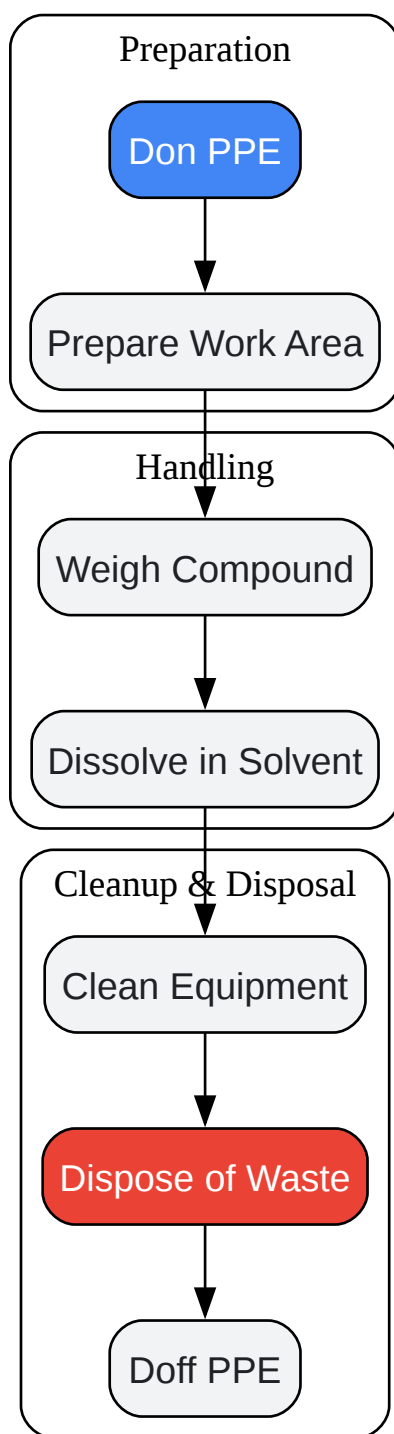 Preparation
Don PPE
Prepare Work Area
Handling
Weigh Compound
Dissolve in Solvent
Cleanup & Disposal
Clean Equipment
Dispose of Waste
Doff PPE